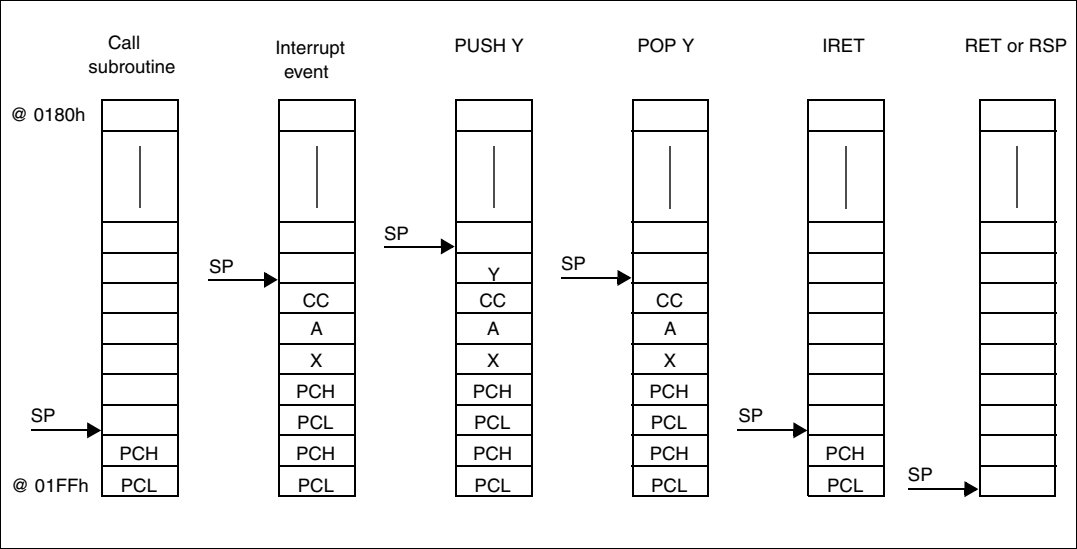 Call
subroutine
Interrupt
event
PUSH Y
POP Y
IRET
RET or RSP
@ 0180h
SP
SP
SP
Y
CC
CC
CC
A
A
A
X
X
X
PCH
PCH
PCH
SP
SP
PCL
PCL
PCL
PCH
PCH
PCH
PCH
PCH
SP
@ 01FFh
PCL
PCL
PCL
PCL
PCL